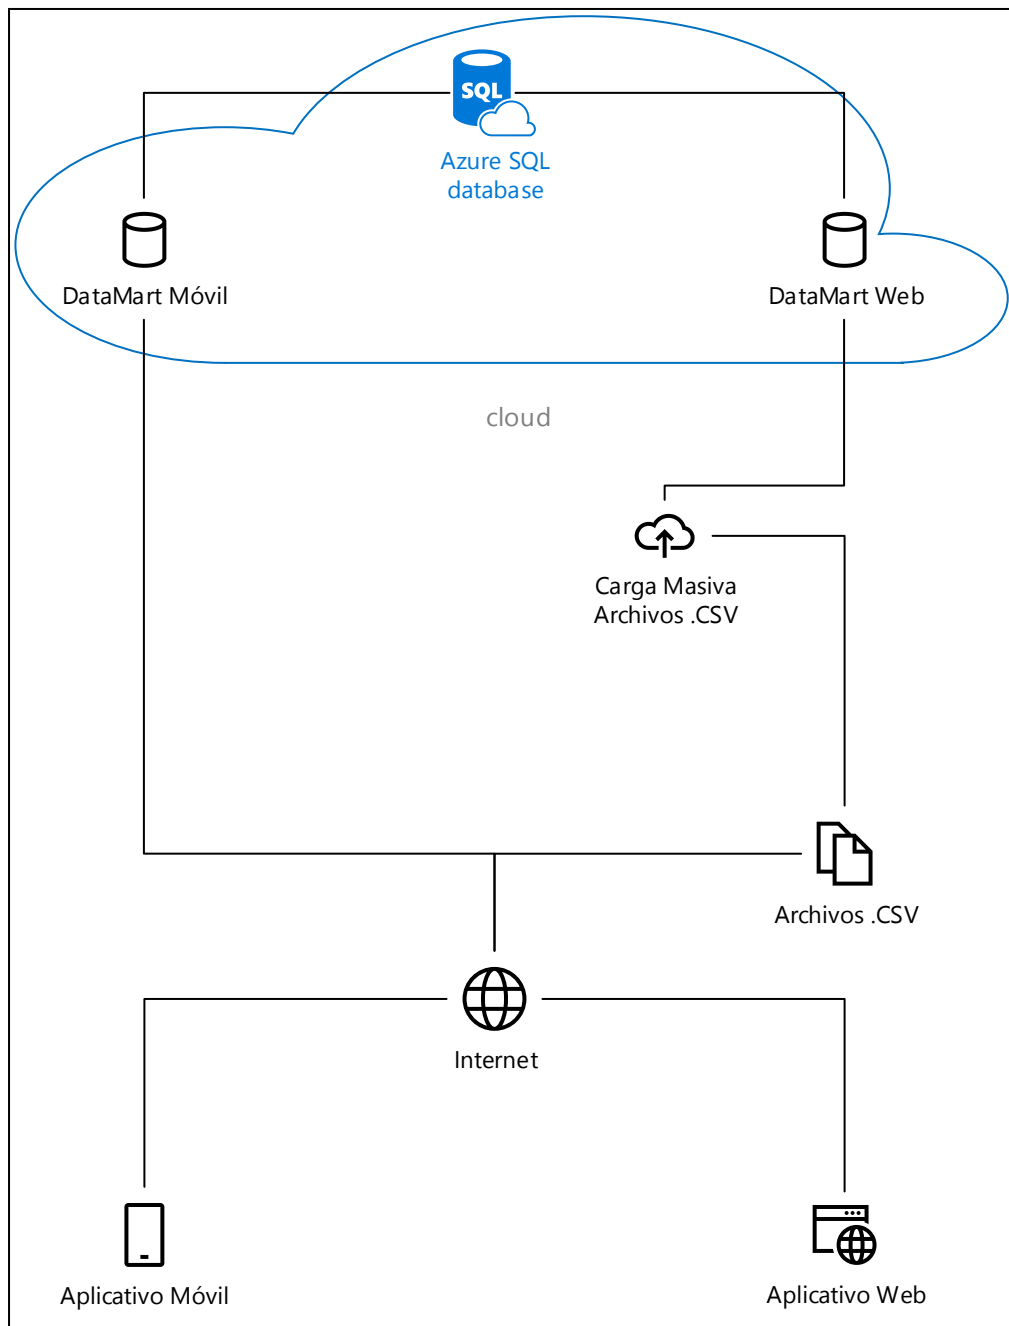 SQL
Azure SQL
database
DataMart Móvil
DataMart Web
cloud
Carga Masiva
Archivos .CSV
Archivos .CSV
Internet
Aplicativo Móvil
Aplicativo Web